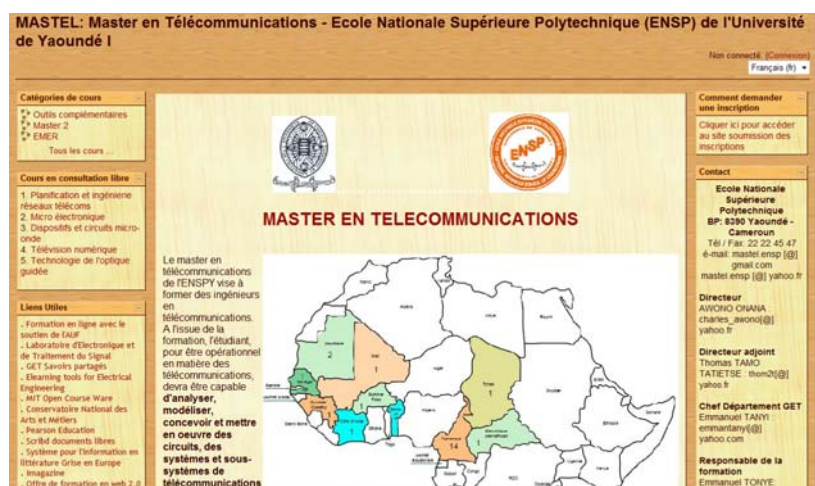 MASTEL: Master en Télécommunications - Ecole Nationale Supérieure Polytechnique (ENSP) de l'Université
de Yaoundé I
Non connecté. (Connexion)
Français (fr)
Catégories de cours
Outils complémentaires
Master 2
EMER
Tous les cours ...
Cours en consultation libre
1. Planification et ingénierie
réseaux télécoms
2. Micro électronique
3. Dispositifs et circuits micro-
onde
4. Télévision numérique
5. Technologie de l'optique
guidée
Liens Utiles
. Formation en ligne avec le
soutien de l'AUF
. Laboratoire d'Electronique et
de Traitement du Signal
. GET Savoirs partagés
. Elearning tools for Electrical
Engineering
. MIT Open Course Ware
. Conservatoire National des
Arts et Métiers
. Pearson Education
. Scribd documents libres
. Système pour l'information en
littérature Grise en Europe
. Imagazine
. Offre de formation en web 2.0
ENSP
MASTER EN TELECOMMUNICATIONS
Le master en
télécommunications
de l'ENSPY vise à
former des ingénieurs
en
télécommunications.
A l'issue de la
formation, l'étudiant,
pour être opérationnel
en matière des
télécommunications,
devra être capable
d'analyser,
modéliser,
concevoir et mettre
en oeuvre des
circuits, des
systèmes et sous-
systèmes de
télécommunications
2
1
1
1
14
Comment demander
une inscription
Cliquer ici pour accéder
au site soumission des
inscriptions
Contact
Ecole Nationale
Supérieure
Polytechnique
BP: 8390 Yaoundé -
Cameroun
Tél / Fax: 22 22 45 47
é-mail: mastel.ensp [@]
gmail.com
mastel.ensp [@] yahoo.fr
Directeur
AWONO ONANA :
charles_awono[@]
yahoo.fr
Directeur adjoint
Thomas TAMO
TATIETSE : thom2t[@]
yahoo.fr
Chef Département GET
Emmanuel TANYI :
emmantanyi[@]
yahoo.com
Responsable de la
formation
Emmanuel TONYE